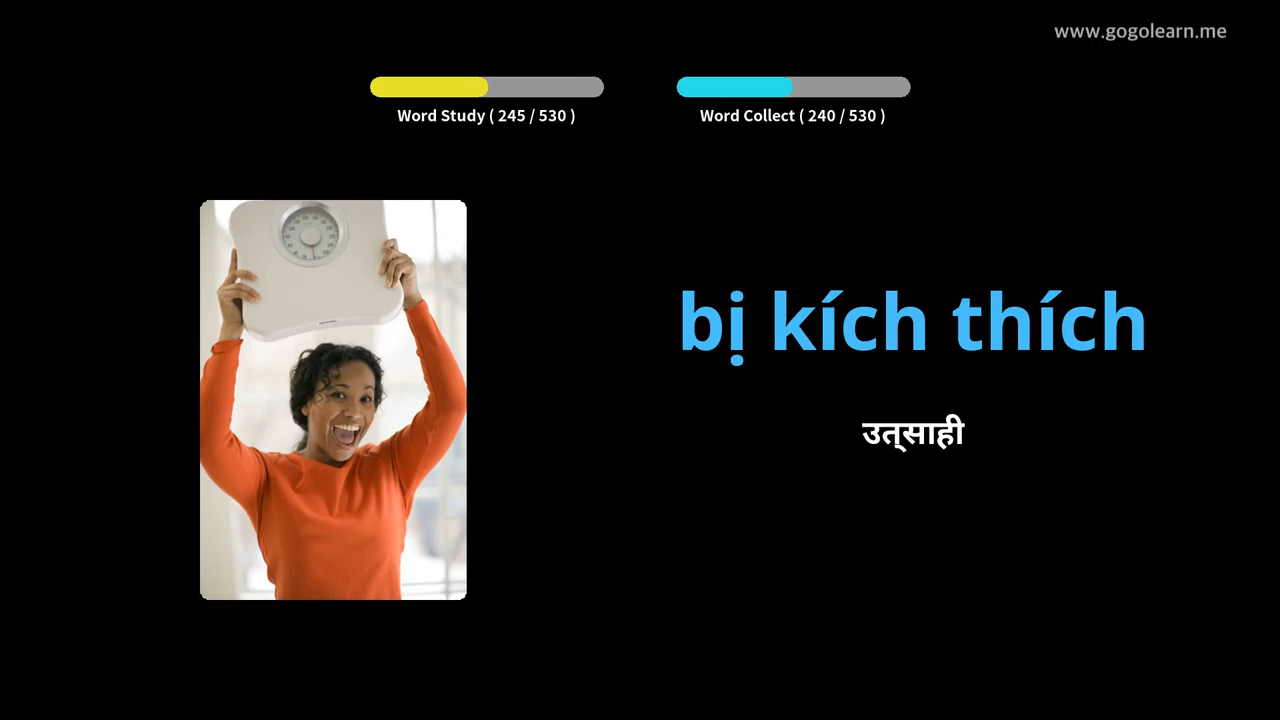 www.gogolearn.me
Word Study ( 245 / 530 )
Word Collect ( 240 / 530 )
bị kích thích
उत्साही